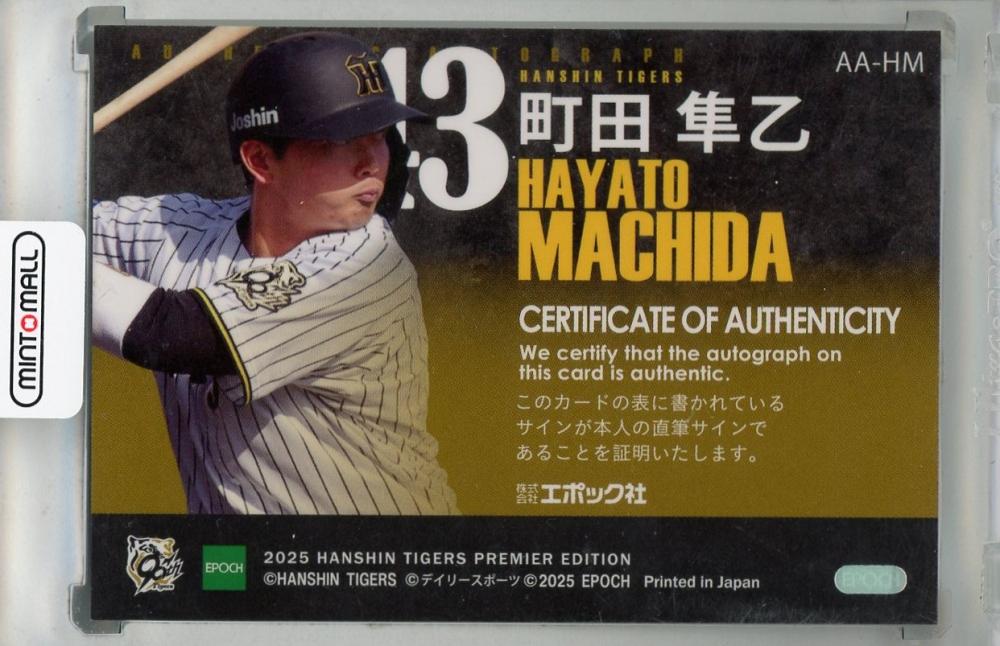 AUTHENTIC AUTOGRAPH
HANSHIN TIGERS
AA-HM
43
町田 隼乙
HAYATO
MACHIDA
Joshin
H
CERTIFICATE OF AUTHENTICITY
We certify that the autograph on
this card is authentic.
このカードの表に書かれている
サインが本人の直筆サインで
あることを証明いたします。
株式会社エポック社
MINTOMALL
90th
Tigers
EPOCH
2025 HANSHIN TIGERS PREMIER EDITION
©HANSHIN TIGERS ©デイリースポーツ ©2025 EPOCH Printed in Japan
EPOCH